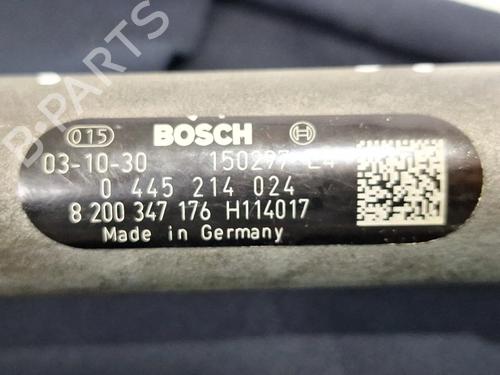 015 BOSCH
03-10-30 150297 E4
0 445 214 024
8 200 347 176 H114017
Made in Germany
B-PARTS